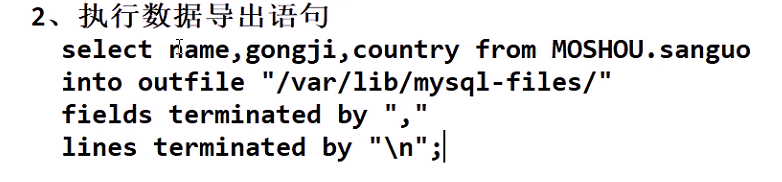 2、执行数据导出语句
select name,gongji,country from MOSHOU.sanguo
into outfile "/var/lib/mysql-files/"
fields terminated by ","
lines terminated by "\n";